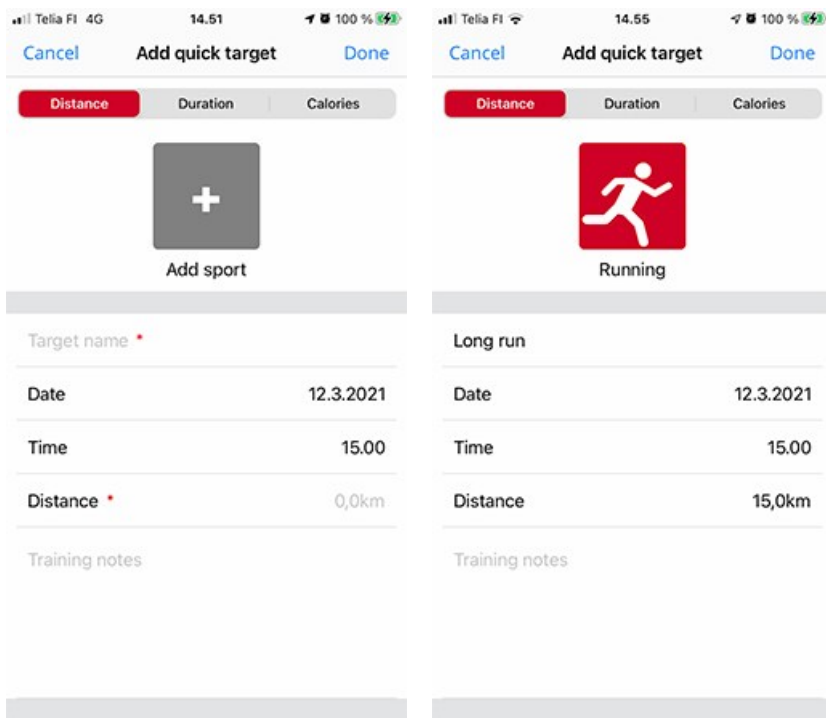 Telia FI 4G 14.51 100 %
Cancel Add quick target Done
Distance Duration Calories
+
Add sport
Target name *
Date 12.3.2021
Time 15.00
Distance * 0,0km
Training notes
Telia FI 14.55 100 %
Cancel Add quick target Done
Distance Duration Calories
Running
Long run
Date 12.3.2021
Time 15.00
Distance 15,0km
Training notes